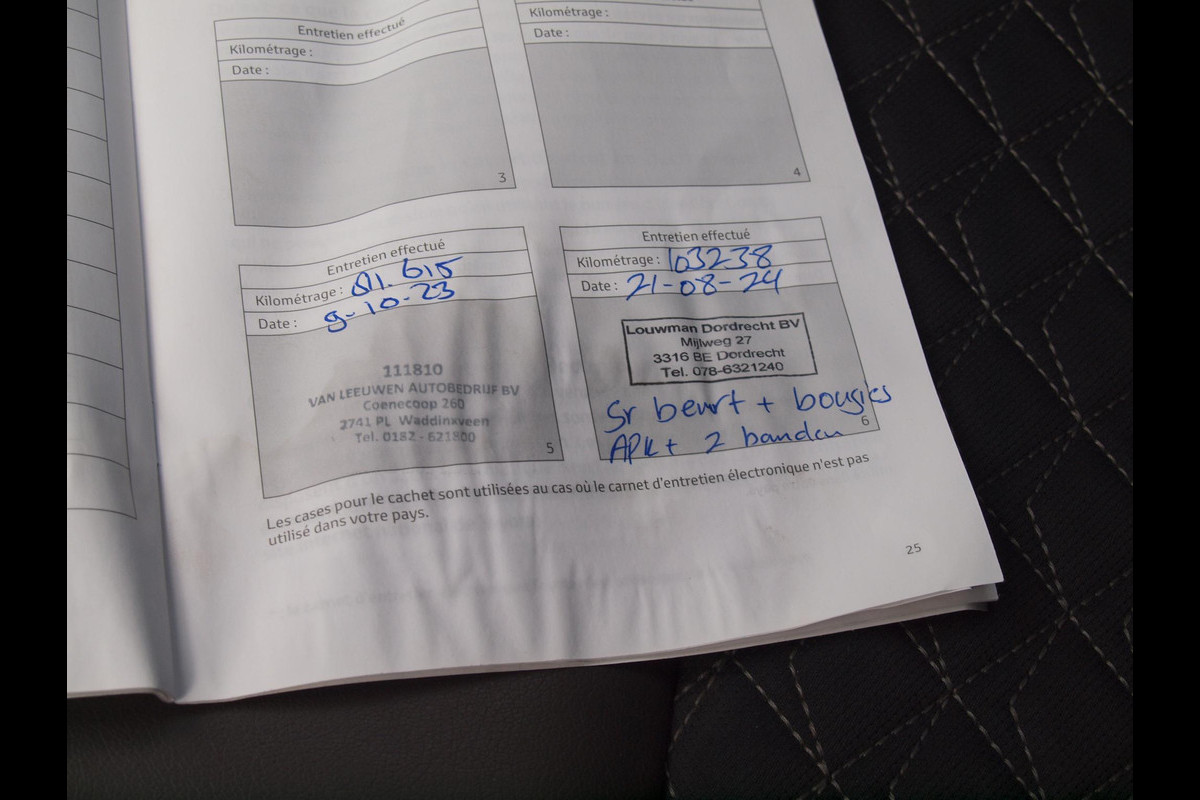 Entretien effectué
Kilométrage :
Date :
3
Kilométrage :
Date :
4
Entretien effectué
Kilométrage :
Date : 9-10-23
111810
VAN LEEUWEN AUTOBEDRIJF BV
Coenecoop 260
2741 PL Waddinxveen
Tel. 0182 - 621800
5
Entretien effectué
Kilométrage : 103238
Date : 21-08-24
Louwman Dordrecht BV
Mijlweg 27
3316 BE Dordrecht
Tel. 078-6321240
Gr beurt + bougies
APK + 2 banden
6
Les cases pour le cachet sont utilisées au cas où le carnet d'entretien électronique n'est pas
utilisé dans votre pays.
25